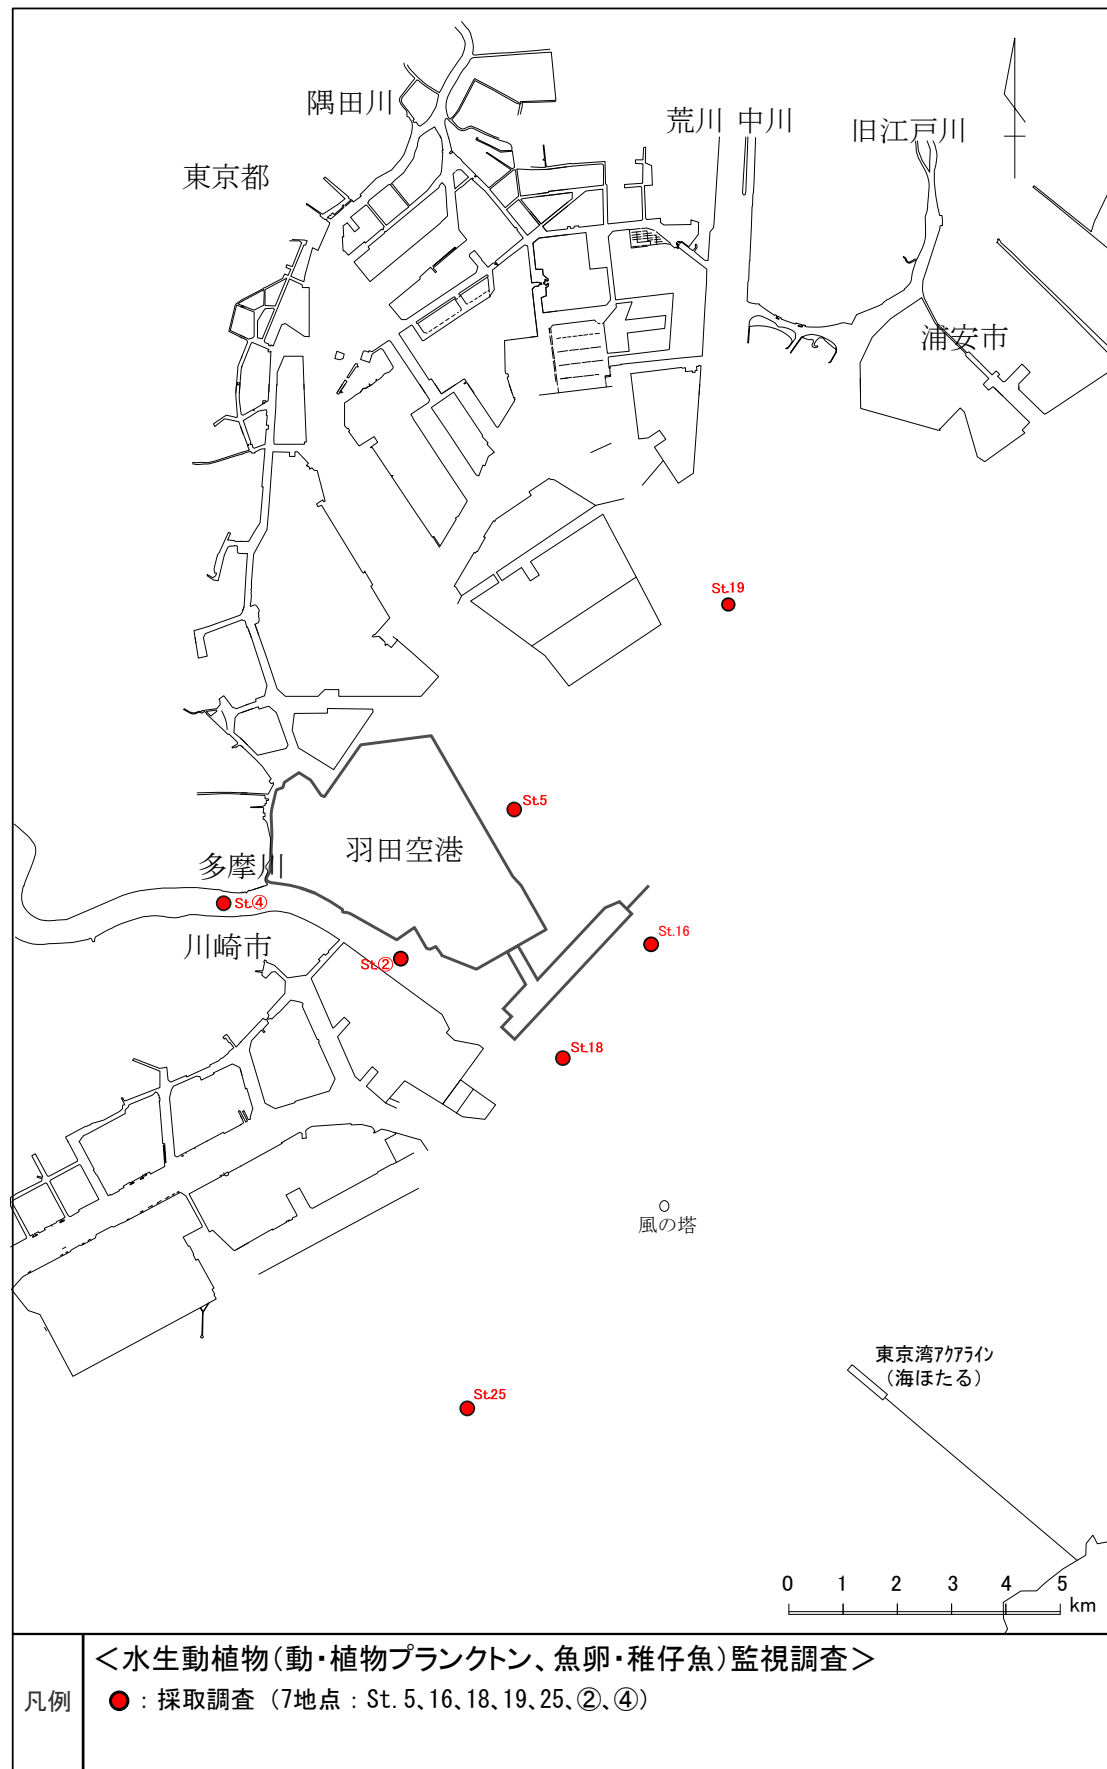 隅田川
荒川 中川
旧江戸川
東京都
浦安市
St.19
St.5
羽田空港
多摩川
St.④
川崎市
St.②
St.16
St.18
風の塔
東京湾アクアライン
（海ほたる）
St.25
0 1 2 3 4 5
km
凡例
＜水生動植物（動・植物プランクトン、魚卵・稚仔魚）監視調査＞
：採取調査 （7地点：St.5、16、18、19、25、②、④）